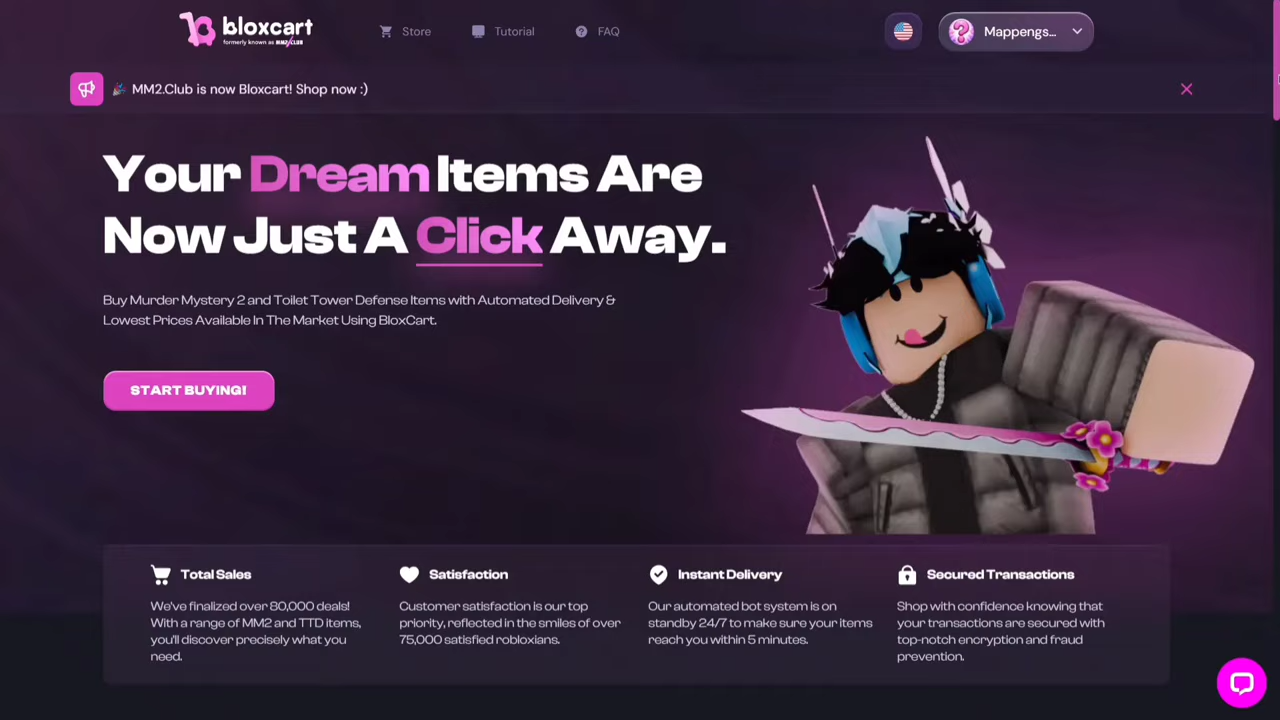 bloxcart
formerly known as MM2.CLUB
Store
Tutorial
FAQ
Mappengs...
MM2.Club is now Bloxcart! Shop now :)
Your Dream Items Are
Now Just A Click Away.
Buy Murder Mystery 2 and Toilet Tower Defense Items with Automated Delivery &
Lowest Prices Available In The Market Using BloxCart.
START BUYING!
Total Sales
We've finalized over 80,000 deals!
With a range of MM2 and TTD items,
you'll discover precisely what you
need.
Satisfaction
Customer satisfaction is our top
priority, reflected in the smiles of over
75,000 satisfied robloxians.
Instant Delivery
Our automated bot system is on
standby 24/7 to make sure your items
reach you within 5 minutes.
Secured Transactions
Shop with confidence knowing that
your transactions are secured with
top-notch encryption and fraud
prevention.